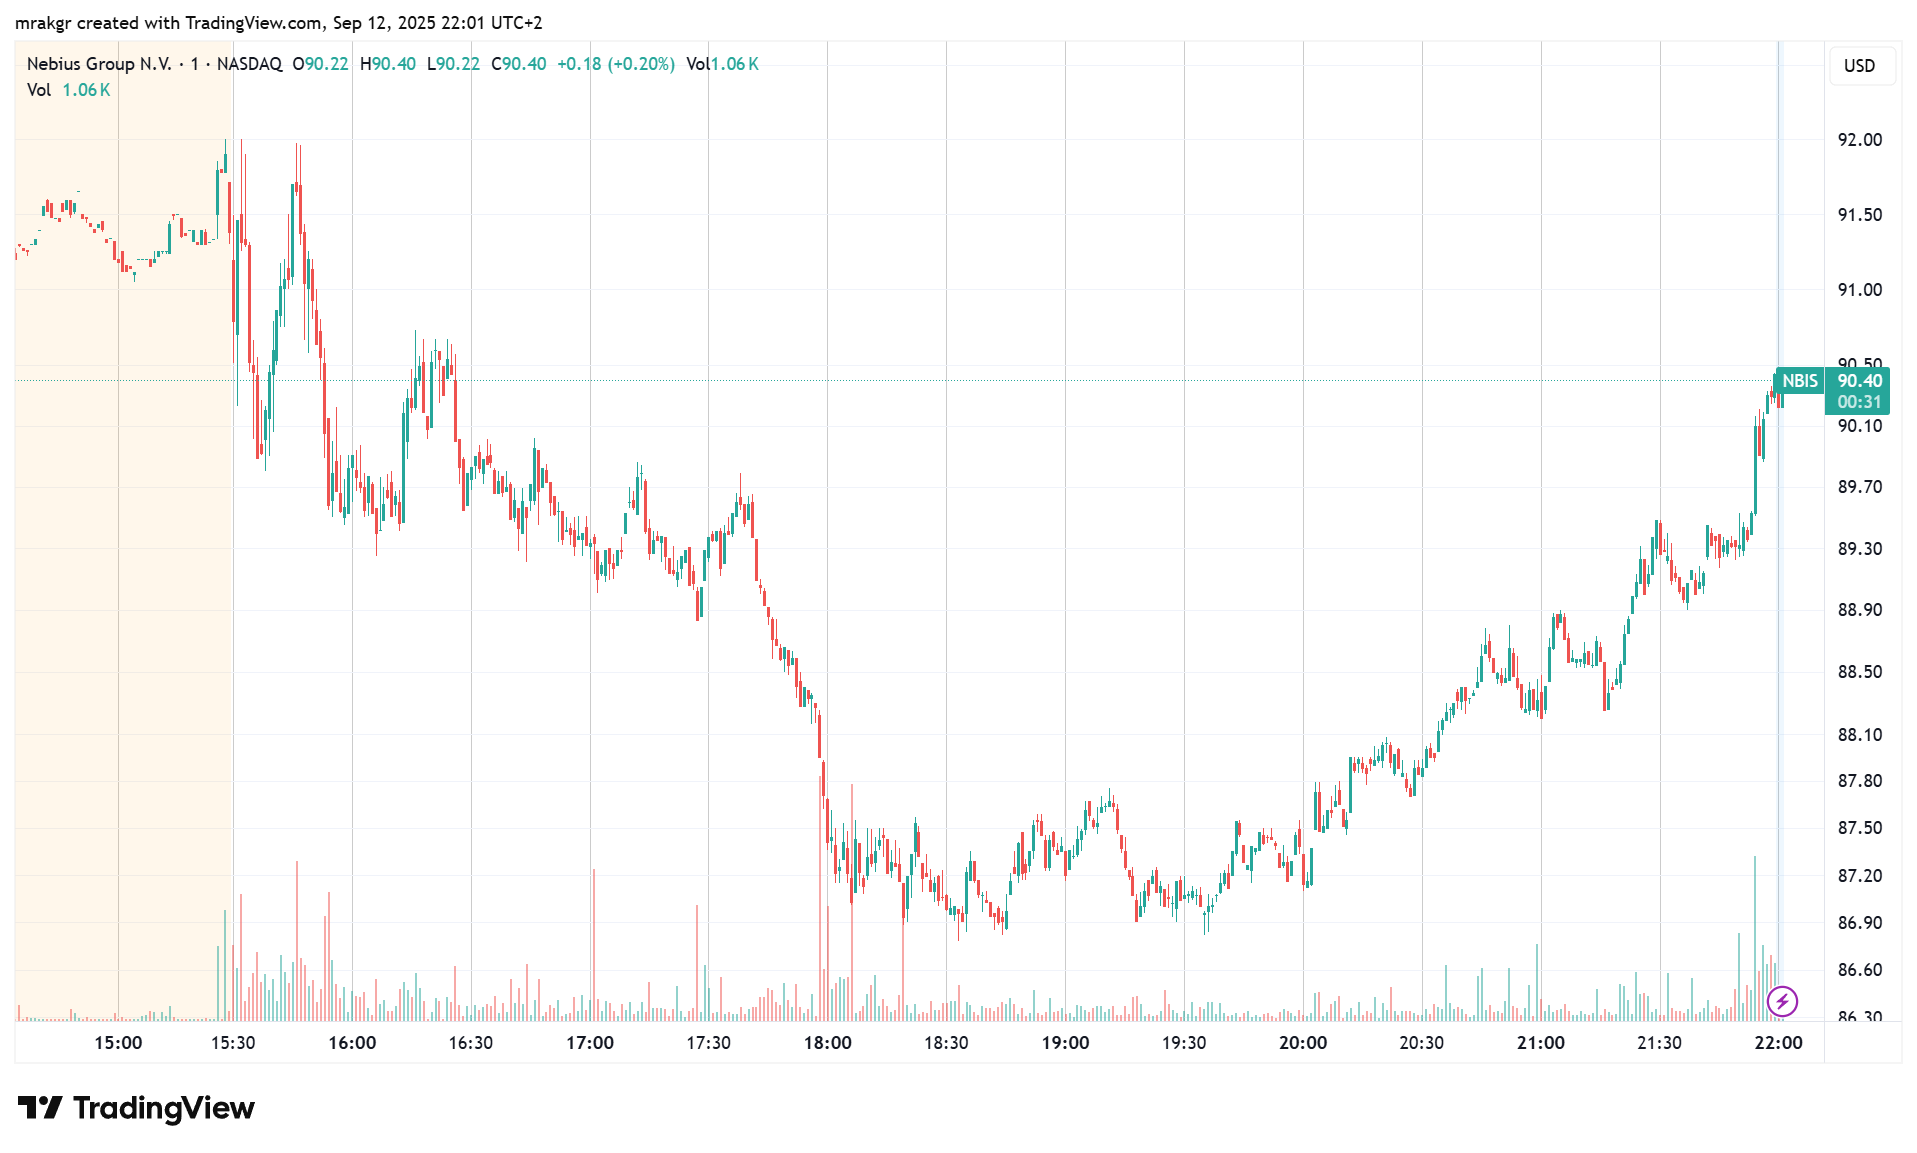 mrakgr created with TradingView.com, Sep 12, 2025 22:01 UTC+2
Nebius Group N.V. · 1 · NASDAQ O90.22 H90.40 L90.22 C90.40 +0.18 (+0.20%) Vol1.06 K
Vol 1.06 K
USD
92.00
91.50
91.00
90.50
NBIS 90.40
00:31
90.10
89.70
89.30
88.90
88.50
88.10
87.80
87.50
87.20
86.90
86.60
86.30
15:00 15:30 16:00 16:30 17:00 17:30 18:00 18:30 19:00 19:30 20:00 20:30 21:00 21:30 22:00
TradingView